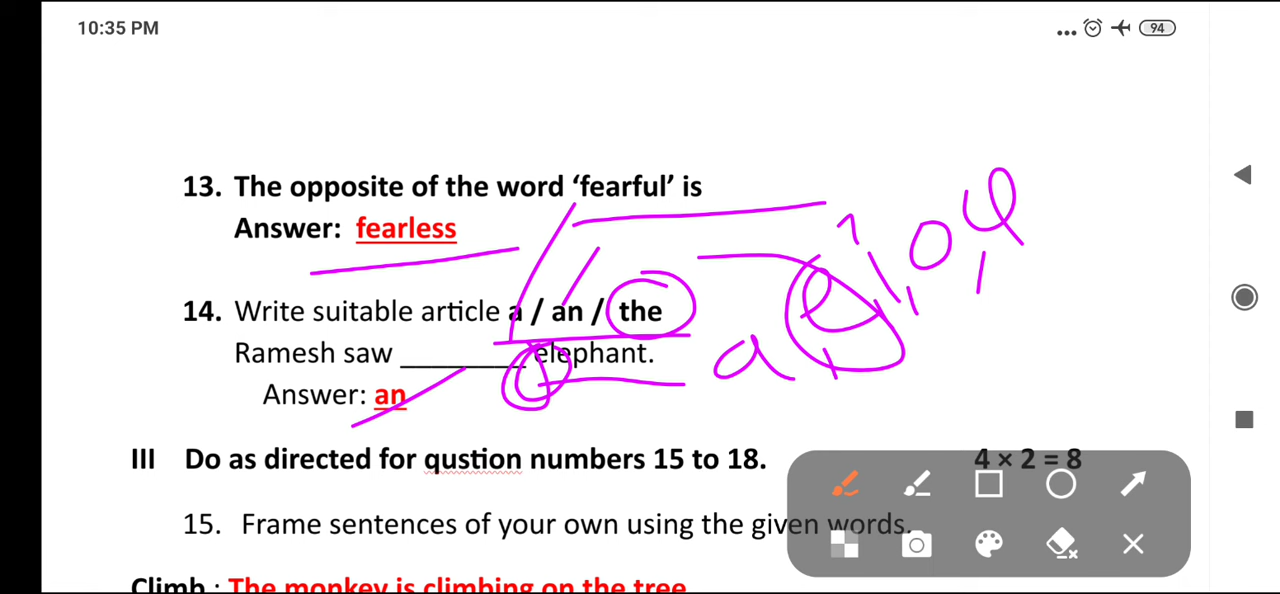 10:35 PM
94
13. The opposite of the word ‘fearful’ is
Answer: fearless
14. Write suitable article a / an / the
Ramesh saw __________ elephant.
Answer: an
a, e, i, o, u
III Do as directed for qustion numbers 15 to 18. 4 × 2 = 8
15. Frame sentences of your own using the given words.
Climb : The monkey is climbing on the tree